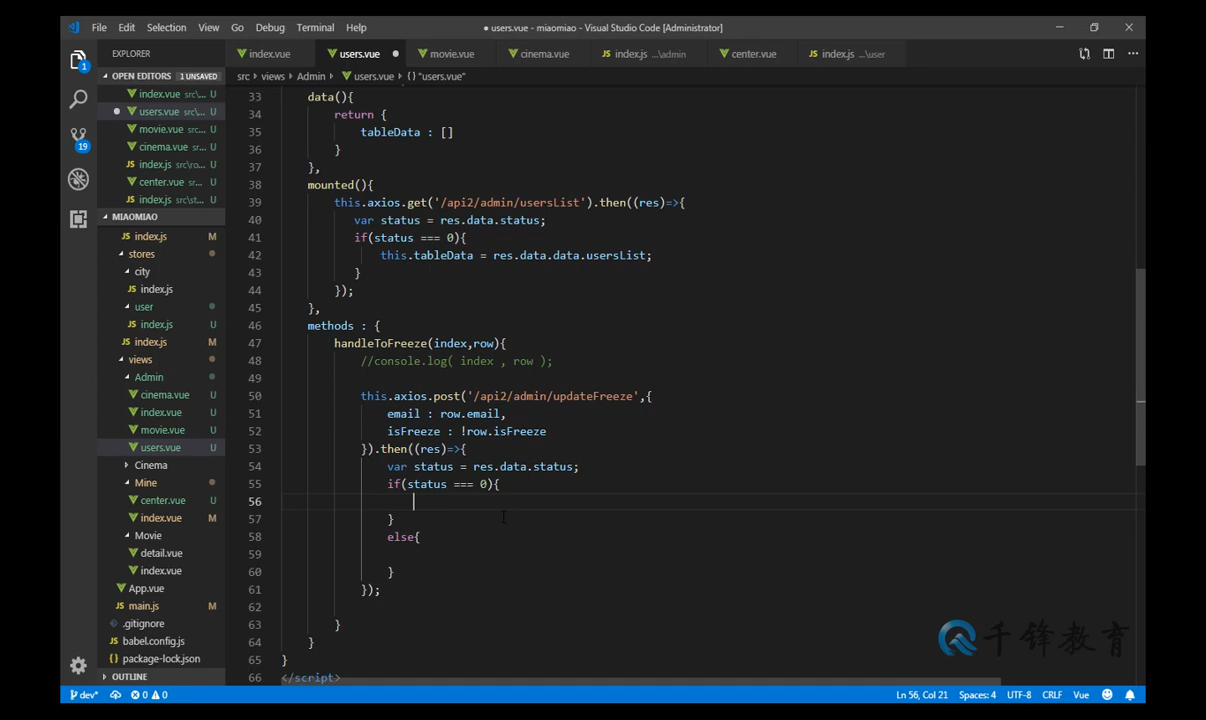 File Edit Selection View Go Debug Terminal Help
● users.vue - miaomiao - Visual Studio Code [Administrator]
EXPLORER
index.vue
users.vue
movie.vue
cinema.vue
index.js ...\admin
center.vue
index.js ...\user
OPEN EDITORS 1 UNSAVED
src › views › Admin › users.vue › {} "users.vue"
index.vue src\... U
users.vue src\... U
movie.vue src\... U
cinema.vue src\... U
index.js src\ro... U
center.vue sr... U
index.js src\st... U
MIAOMIAO
index.js M
stores
city
index.js U
user
index.js U
index.js M
views
Admin
cinema.vue U
index.vue U
movie.vue U
users.vue U
Cinema
Mine
center.vue U
index.vue M
Movie
detail.vue
index.vue
App.vue
main.js M
.gitignore
babel.config.js
package-lock.json
OUTLINE
1
19
33 data(){
34 return {
35 tableData : []
36 }
37 },
38 mounted(){
39 this.axios.get('/api2/admin/usersList').then((res)=>{
40 var status = res.data.status;
41 if(status === 0){
42 this.tableData = res.data.data.usersList;
43 }
44 });
45 },
46 methods : {
47 handleToFreeze(index,row){
48 //console.log( index , row );
49
50 this.axios.post('/api2/admin/updateFreeze',{
51 email : row.email,
52 isFreeze : !row.isFreeze
53 }).then((res)=>{
54 var status = res.data.status;
55 if(status === 0){
56
57 }
58 else{
59
60 }
61 });
62
63 }
64 }
65 }
66 </script>
千锋教育
dev* 0 0 Ln 56, Col 21 Spaces: 4 UTF-8 CRLF Vue